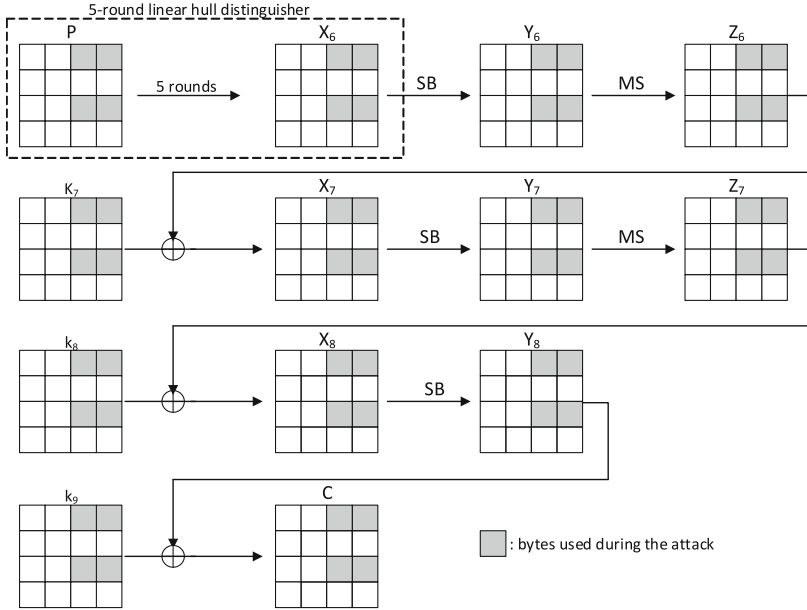 5-round linear hull distinguisher
P X6 Y6 Z6
5 rounds SB MS
K7 X7 Y7 Z7
SB MS
k8 X8 Y8
SB
k9 C
: bytes used during the attack